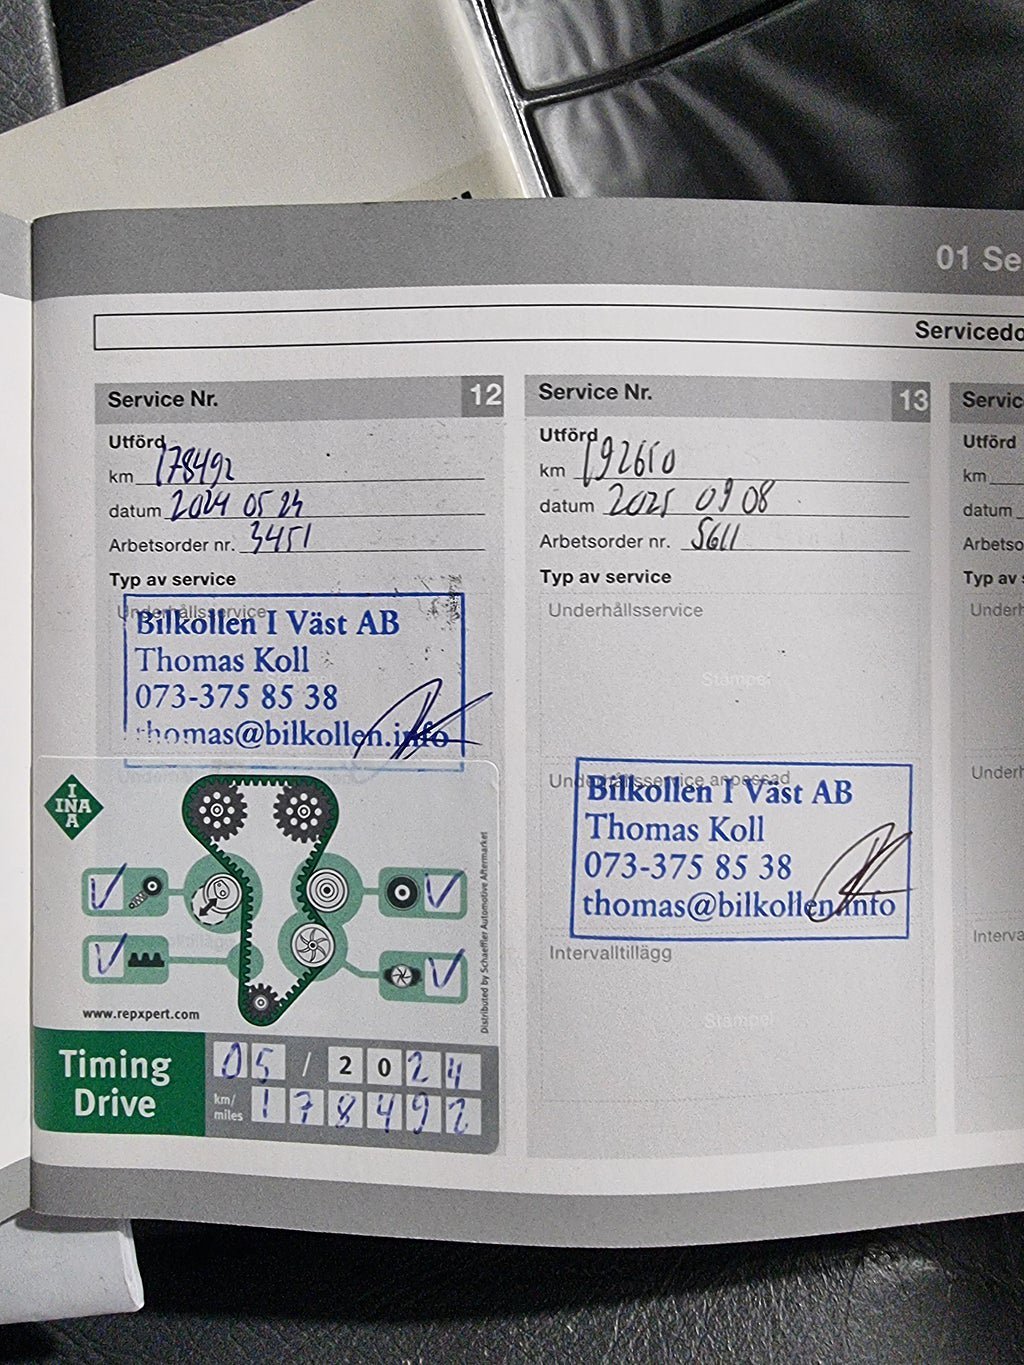 01 Se
Servicedo
Service Nr. 12
Utförd
km 178492
datum 2024 05 24
Arbetsorder nr. 3451
Typ av service
Underhållsservice
Bilkollen I Väst AB
Thomas Koll
073-375 85 38
thomas@bilkollen.info
INA
INA
www.repxpert.com
Distributed by Schaeffler Automotive Aftermarket
Timing
Drive
05 / 2024
km/
miles
178492
Service Nr. 13
Utförd
km 192650
datum 2025 09 08
Arbetsorder nr. 5611
Typ av service
Underhållsservice
Stämpel
Underhållsservice anpassad
Bilkollen I Väst AB
Thomas Koll
073-375 85 38
thomas@bilkollen.info
Intervalltillägg
Stämpel
Servic
Utförd
km
datum
Arbetso
Typ av
Underh
Underh
Interva